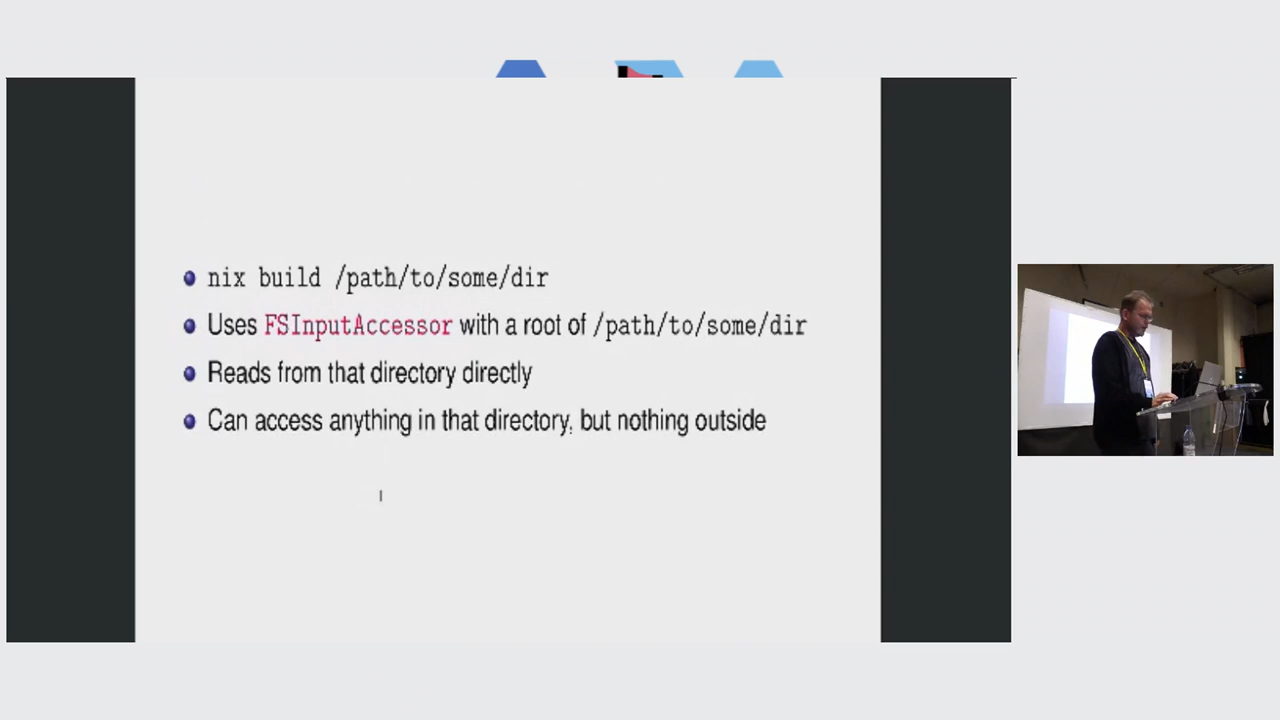 nix build /path/to/some/dir
Uses FSInputAccessor with a root of /path/to/some/dir
Reads from that directory directly
Can access anything in that directory, but nothing outside